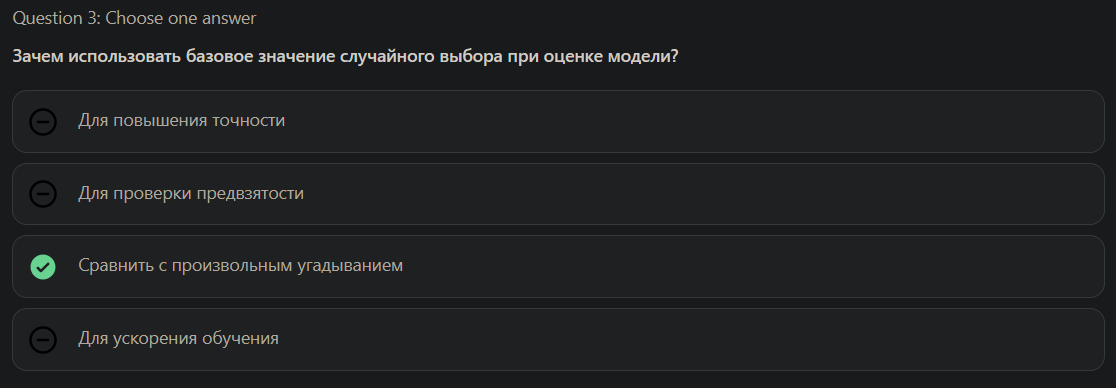 Question 3: Choose one answer
Зачем использовать базовое значение случайного выбора при оценке модели?
Для повышения точности
Для проверки предвзятости
Сравнить с произвольным угадыванием
Для ускорения обучения